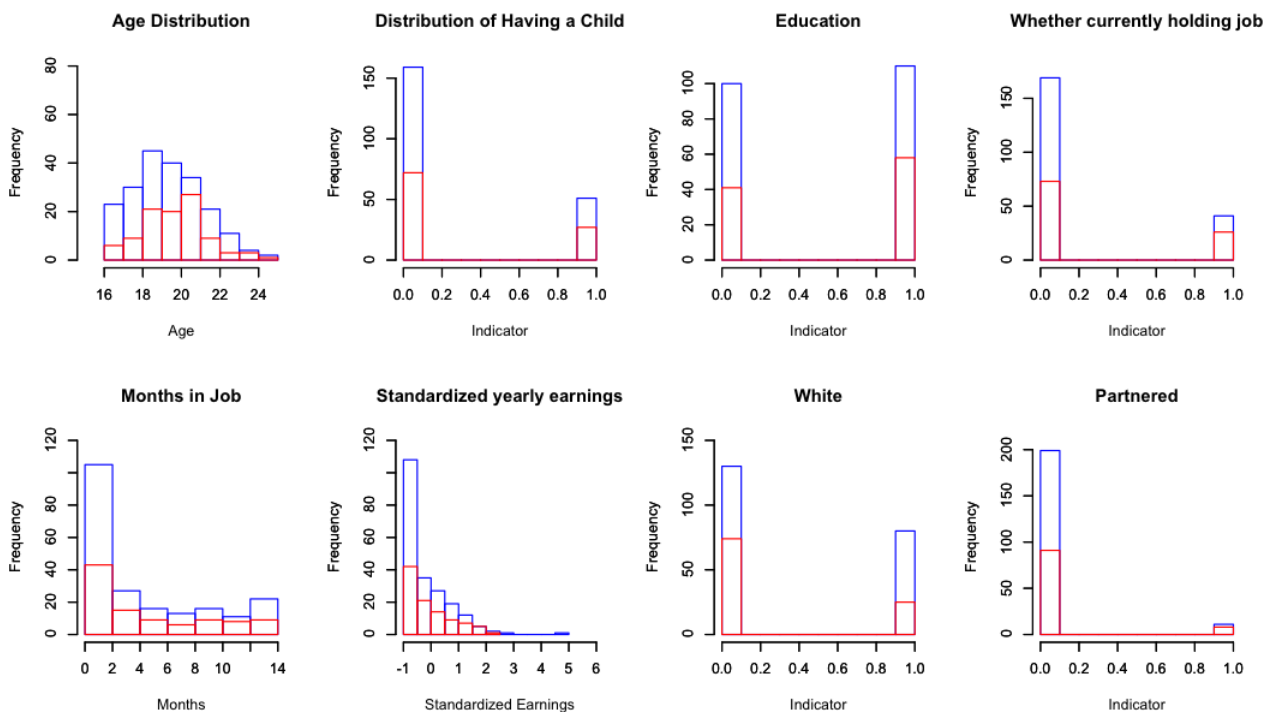 Age Distribution
Frequency
0 20 40 60 80
16 18 20 22 24
Age
Distribution of Having a Child
Frequency
0 50 100 150
0.0 0.2 0.4 0.6 0.8 1.0
Indicator
Education
Frequency
0 20 40 60 80 100
0.0 0.2 0.4 0.6 0.8 1.0
Indicator
Whether currently holding job
Frequency
0 50 100 150
0.0 0.2 0.4 0.6 0.8 1.0
Indicator
Months in Job
Frequency
0 20 40 60 80 120
0 2 4 6 8 10 14
Months
Standardized yearly earnings
Frequency
0 20 40 60 80 120
-1 0 1 2 3 4 5 6
Standardized Earnings
White
Frequency
0 50 100 150
0.0 0.2 0.4 0.6 0.8 1.0
Indicator
Partnered
Frequency
0 50 100 150 200
0.0 0.2 0.4 0.6 0.8 1.0
Indicator